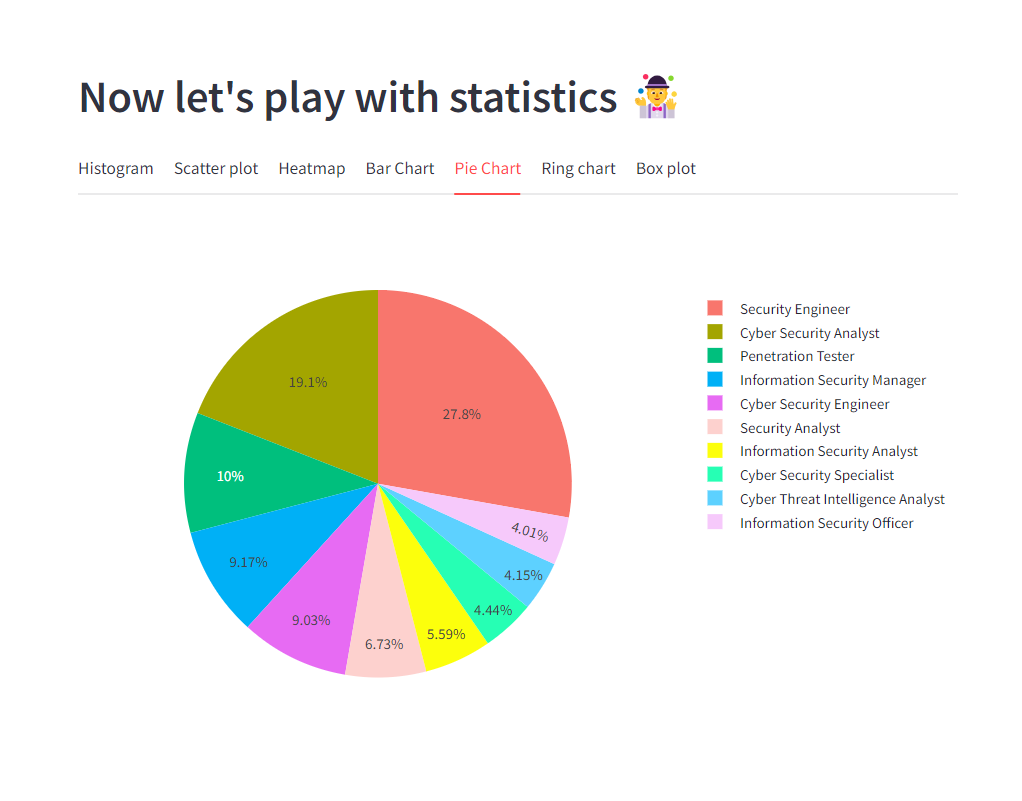 Now let's play with statistics
Histogram Scatter plot Heatmap Bar Chart Pie Chart Ring chart Box plot
Security Engineer
Cyber Security Analyst
Penetration Tester
Information Security Manager
Cyber Security Engineer
Security Analyst
Information Security Analyst
Cyber Security Specialist
Cyber Threat Intelligence Analyst
Information Security Officer
19.1%
27.8%
10%
4.01%
9.17%
4.15%
4.44%
9.03%
5.59%
6.73%